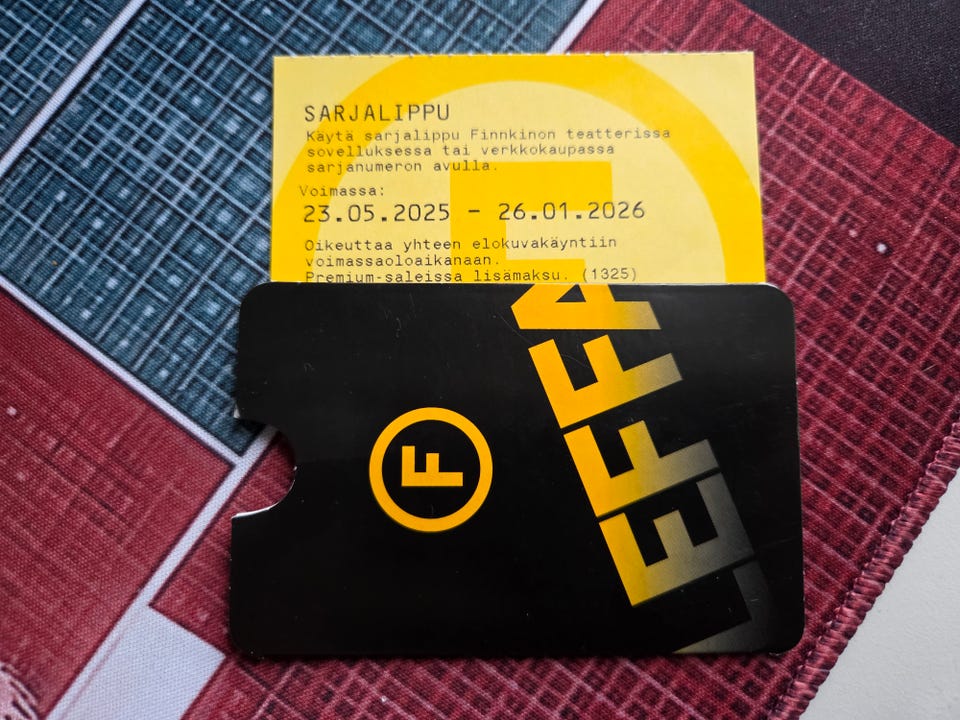 SARJALIPPU
Käytä sarjalippu Finnkinon teatterissa
sovelluksessa tai verkkokaupassa
sarjanumeron avulla.
Voimassa:
23.05.2025 - 26.01.2026
Oikeuttaa yhteen elokuvakäyntiin
voimassaoloaikanaan.
Premium-saleissa lisämaksu. (1325)
F
LEFFA